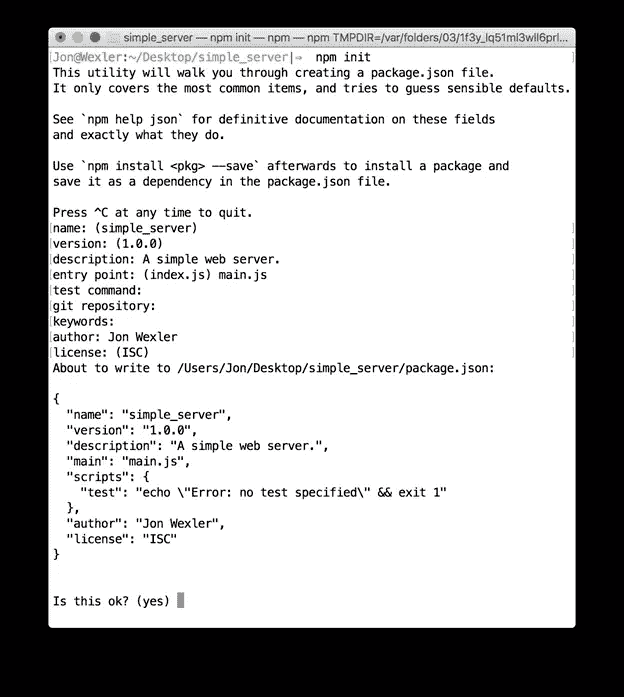 simple_server — npm init — npm — npm TMPDIR=/var/folders/03/1f3y_lq51ml3wll6prl...
Jon@Wexler:~/Desktop/simple_server|⇒  npm init
This utility will walk you through creating a package.json file.
It only covers the most common items, and tries to guess sensible defaults.
See `npm help json` for definitive documentation on these fields
and exactly what they do.
Use `npm install <pkg> --save` afterwards to install a package and
save it as a dependency in the package.json file.
Press ^C at any time to quit.
name: (simple_server)
version: (1.0.0)
description: A simple web server.
entry point: (index.js) main.js
test command:
git repository:
keywords:
author: Jon Wexler
license: (ISC)
About to write to /Users/Jon/Desktop/simple_server/package.json:
{
  "name": "simple_server",
  "version": "1.0.0",
  "description": "A simple web server.",
  "main": "main.js",
  "scripts": {
    "test": "echo \"Error: no test specified\" && exit 1"
  },
  "author": "Jon Wexler",
  "license": "ISC"
}
Is this ok? (yes)